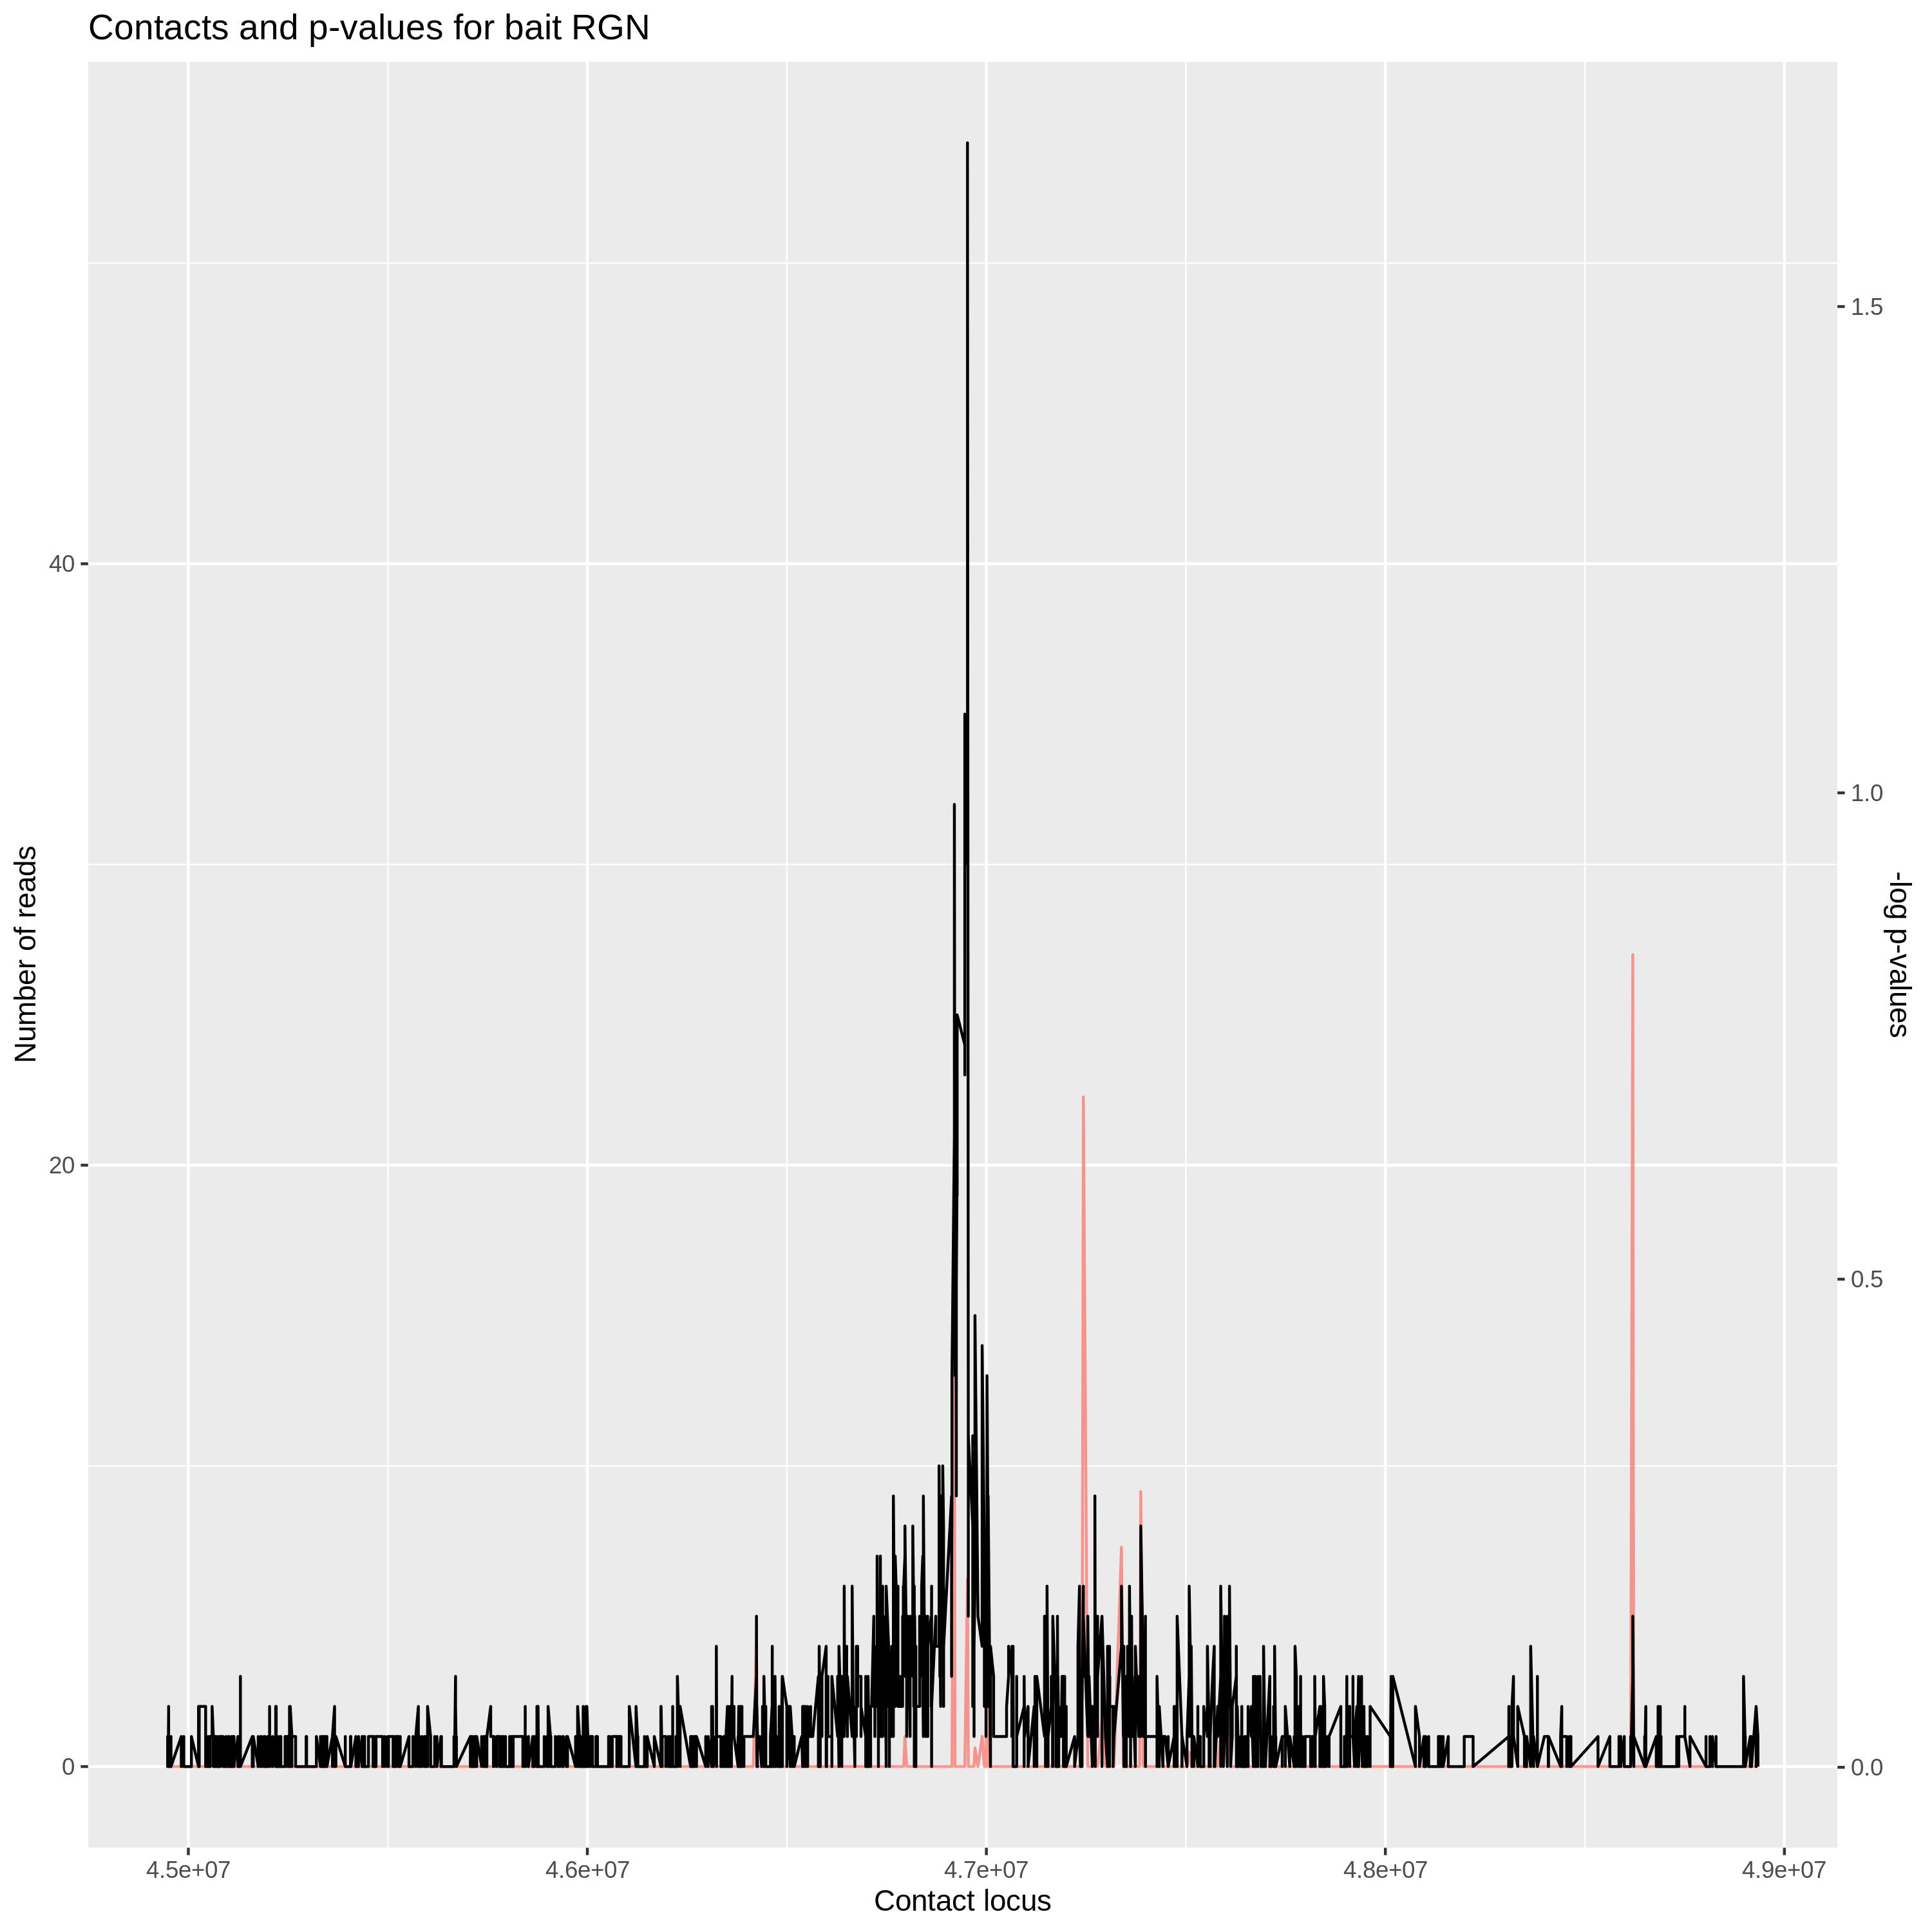 Contacts and p-values for bait RGN
Number of reads
40
20
0
1.5
1.0
0.5
0.0
-log p-values
4.5e+07 4.6e+07 4.7e+07 4.8e+07 4.9e+07
Contact locus